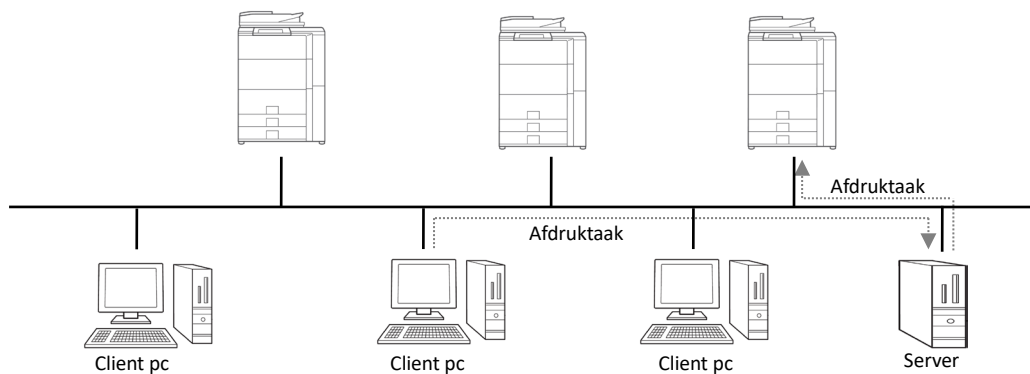 Afdruktaak
Afdruktaak
Client pc
Client pc
Client pc
Server